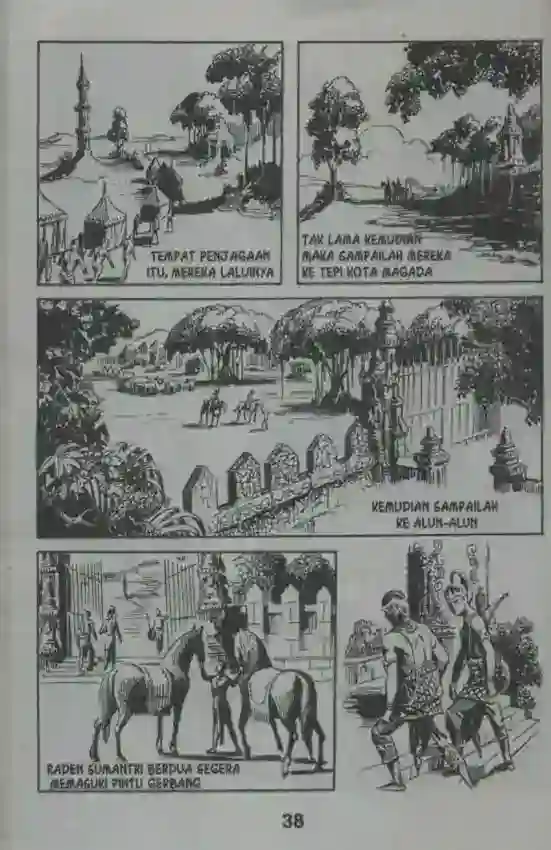 TEMPAT PENJAGAAN
ITU, MEREKA LALUINYA
TAK LAMA KEMUDIAN
MAKA SAMPAILAH MEREKA
KE TEPI KOTA MAGADA
KEMUDIAN SAMPAILAH
KE ALUN-ALUN
RADEN SUMANTRI BERDUA SEGERA
MEMASUKI PINTU GERBANG
38